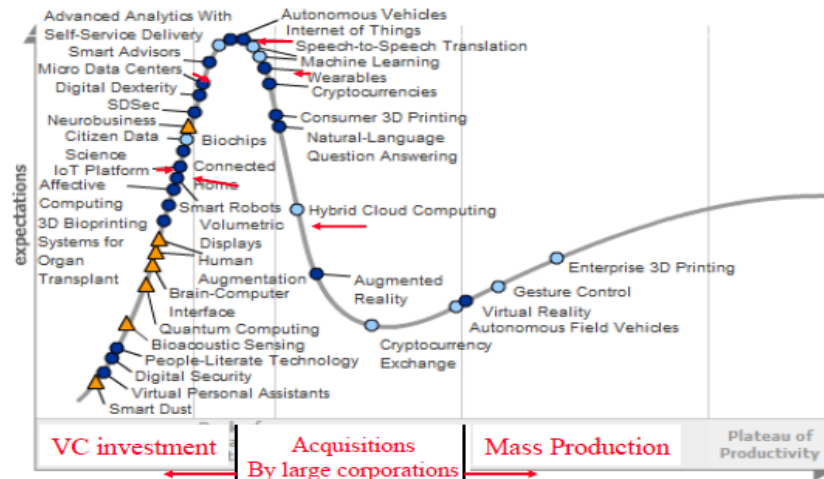 Advanced Analytics With
Self-Service Delivery
Smart Advisors
Micro Data Centers
Digital Dexterity
SDSec
Neurobusiness
Citizen Data
Science
IoT Platform
Affective
Computing
3D Bioprinting
Systems for
Organ
Transplant
Autonomous Vehicles
Internet of Things
Speech-to-Speech Translation
Machine Learning
Wearables
Cryptocurrencies
Consumer 3D Printing
Natural-Language
Question Answering
Biochips
Connected
Home
Smart Robots
Volumetric
Displays
Human
Augmentation
Brain-Computer
Interface
Quantum Computing
Bioacoustic Sensing
People-Literate Technology
Digital Security
Virtual Personal Assistants
Smart Dust
Hybrid Cloud Computing
Augmented
Reality
Cryptocurrency
Exchange
Enterprise 3D Printing
Gesture Control
Virtual Reality
Autonomous Field Vehicles
expectations
VC investment
Acquisitions
By large corporations
Mass Production
Plateau of
Productivity